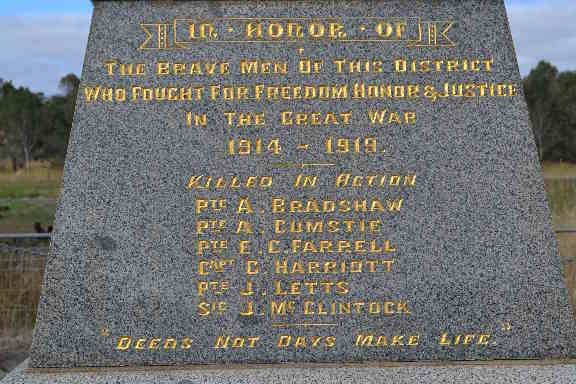 IN · HONOR · OF
THE BRAVE MEN OF THIS DISTRICT
WHO FOUGHT FOR FREEDOM HONOR & JUSTICE
IN THE GREAT WAR
1914 ~ 1919.
KILLED IN ACTION
PTE A. BRADSHAW
PTE A. CUMSTIE
PTE E. C. FARRELL
CAPT C. HARRIOTT
PTE J. LETTS
SIG J. MCCLINTOCK
"DEEDS NOT DAYS MAKE LIFE."